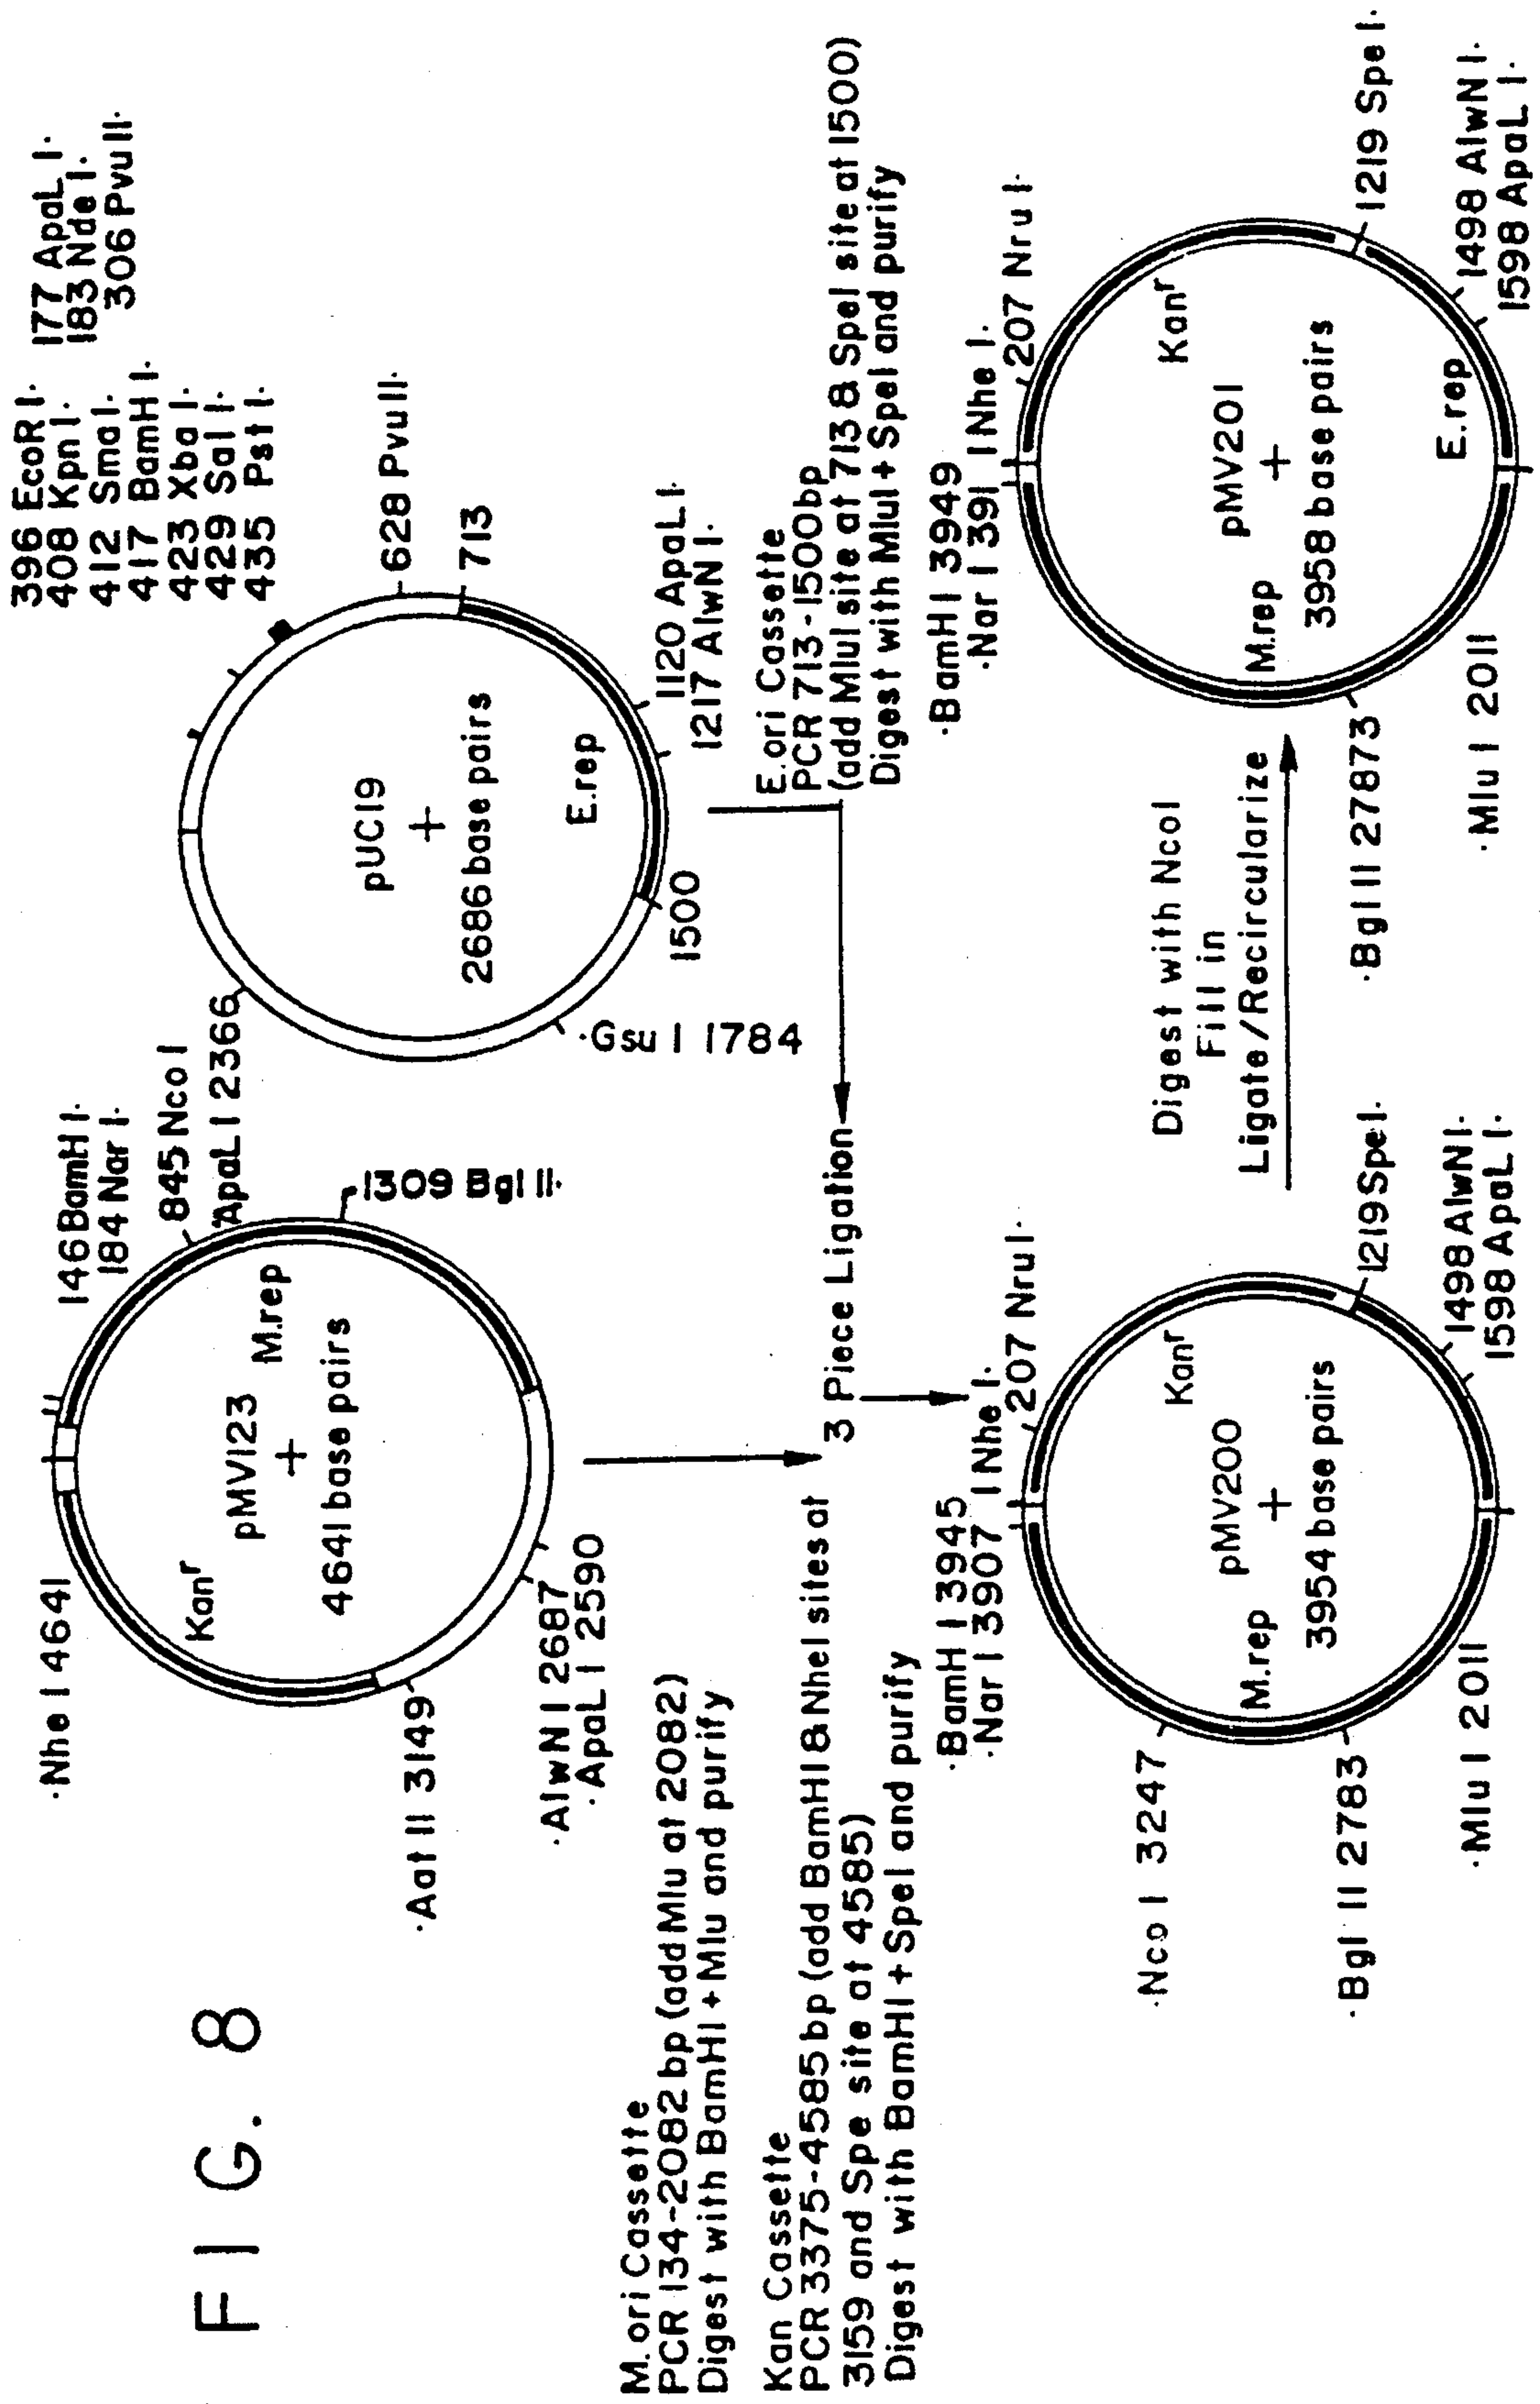 FIG. 8
·Nhe I 4641
146 BamH I·
184 Nar I·
845 Nco I
1309 Bgl II·
Kanʳ
pMV123
+
4641 base pairs
M.rep
·Aat II 3149
·AlwN I 2687
·ApaL I 2590
396 EcoR I·
408 Kpn I·
412 Sma I·
417 BamH I·
423 Xba I·
429 Sal I·
435 Pst I·
177 ApaL I·
183 Nde I·
306 PvuII·
628 PvuII·
713
ApaL I 2366
pUC19
+
2686 base pairs
E.rep
1120 ApaL I·
1217 AlwN I·
1500
·Gsu I 1784
M.ori Cassette
PCR 134-2082 bp (add Mlu at 2082)
Digest with BamHI + Mlu and purify
Kan Cassette
PCR 3375-4585 bp (add BamHI & NheI sites at
3159 and Spe site at 4585)
Digest with BamHI + SpeI and purify
E.ori Cassette
PCR 713-1500bp
(add MluI site at 713 & SpeI site at 1500)
Digest with MluI + SpeI and purify
3 Piece Ligation
·BamH I 3945
·Nar I 3907
1 Nhe I·
207 Nru I·
Kanʳ
pMV200
+
3954 base pairs
M.rep
1219 Spe I·
1498 AlwN I·
1598 ApaL I·
·Nco I 3247
·Bgl II 2783
·Mlu I 2011
Digest with NcoI
Fill in
Ligate/Recircularize
·BamH I 3949
·Nar I 391
1 Nhe I·
207 Nru I·
Kanʳ
pMV201
+
3958 base pairs
M.rep
E.rep
1219 Spe I·
1498 AlwN I·
1598 ApaL I·
·Bgl II 27873
·Mlu I 2011